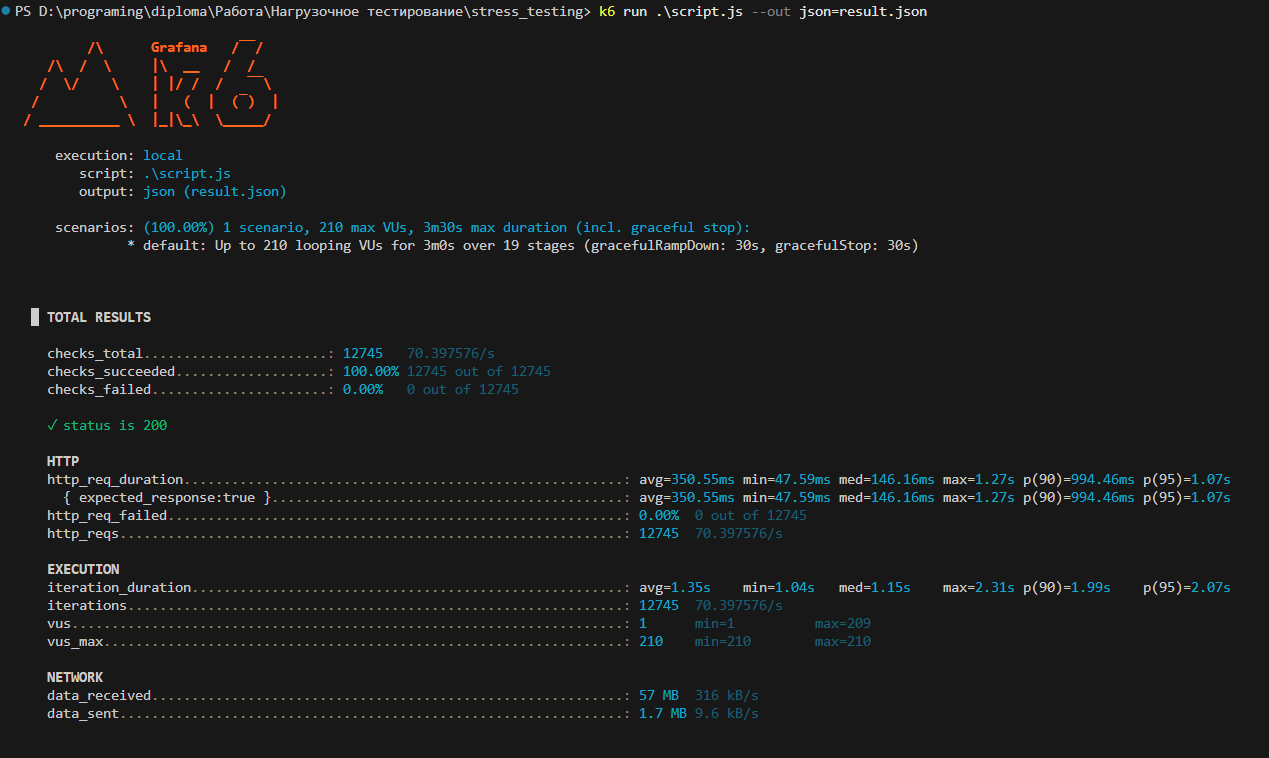 PS D:\programing\diploma\Работа\Нагрузочное тестирование\stress_testing> k6 run .\script.js --out json=result.json
Grafana
execution: local
script: .\script.js
output: json (result.json)
scenarios: (100.00%) 1 scenario, 210 max VUs, 3m30s max duration (incl. graceful stop):
* default: Up to 210 looping VUs for 3m0s over 19 stages (gracefulRampDown: 30s, gracefulStop: 30s)
TOTAL RESULTS
checks_total.......................: 12745 70.397576/s
checks_succeeded...................: 100.00% 12745 out of 12745
checks_failed......................: 0.00% 0 out of 12745
✓ status is 200
HTTP
http_req_duration.......................................................: avg=350.55ms min=47.59ms med=146.16ms max=1.27s p(90)=994.46ms p(95)=1.07s
{ expected_response:true }............................................: avg=350.55ms min=47.59ms med=146.16ms max=1.27s p(90)=994.46ms p(95)=1.07s
http_req_failed.........................................................: 0.00% 0 out of 12745
http_reqs...............................................................: 12745 70.397576/s
EXECUTION
iteration_duration......................................................: avg=1.35s min=1.04s med=1.15s max=2.31s p(90)=1.99s p(95)=2.07s
iterations..............................................................: 12745 70.397576/s
vus.....................................................................: 1 min=1 max=209
vus_max.................................................................: 210 min=210 max=210
NETWORK
data_received...........................................................: 57 MB 316 kB/s
data_sent...............................................................: 1.7 MB 9.6 kB/s